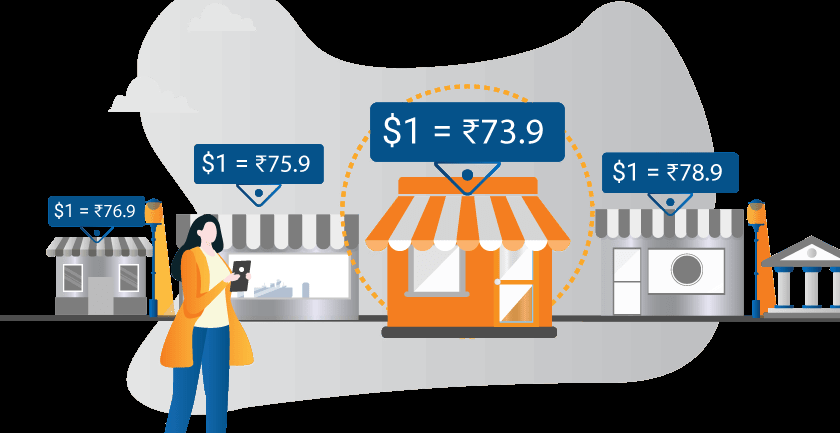 $1 = ₹76.9
$1 = ₹75.9
$1 = ₹73.9
$1 = ₹78.9